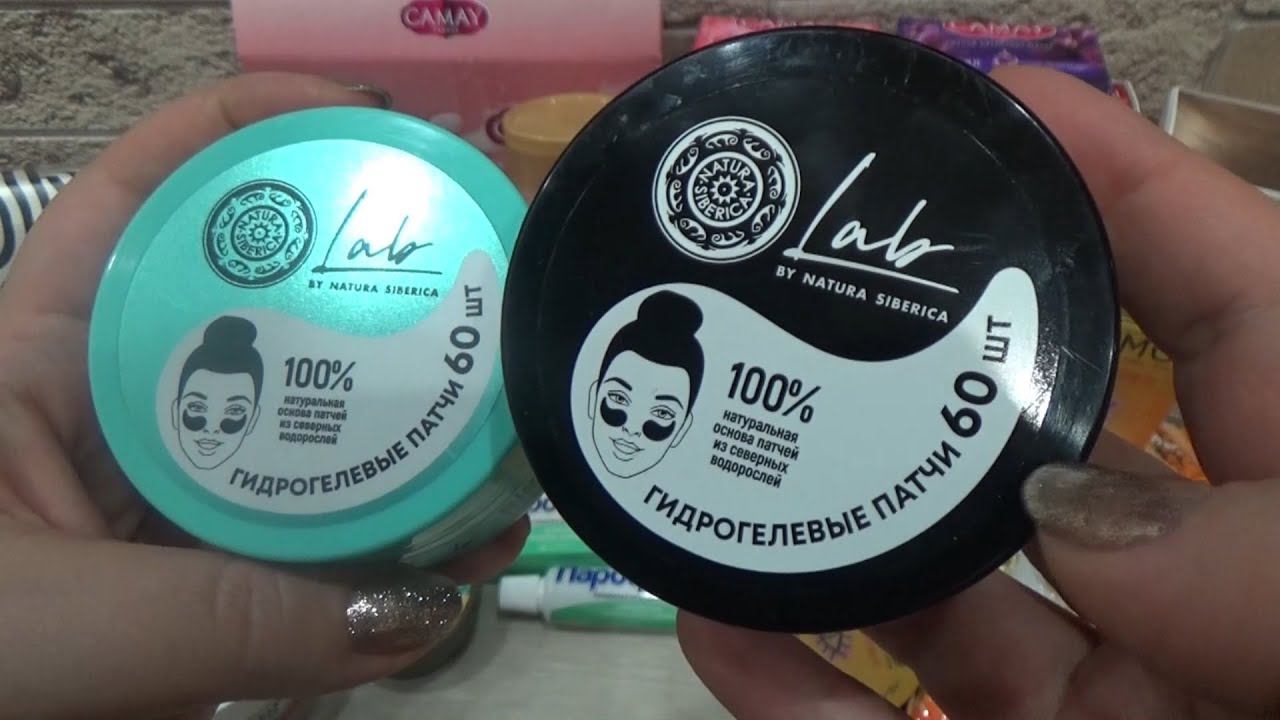 CAMAY
CAMAY
NATURA SIBERICA
Lab
BY NATURA SIBERICA
100%
натуральная
основа патчей
из северных
водорослей
ГИДРОГЕЛЕВЫЕ ПАТЧИ 60 ШТ
NATURA SIBERICA
Lab
BY NATURA SIBERICA
100%
натуральная
основа патчей
из северных
водорослей
ГИДРОГЕЛЕВЫЕ ПАТЧИ 60 ШТ